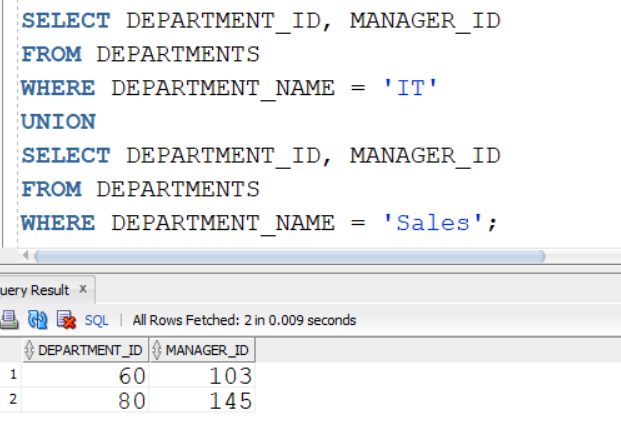 SELECT DEPARTMENT_ID, MANAGER_ID
FROM DEPARTMENTS
WHERE DEPARTMENT_NAME = 'IT'
UNION
SELECT DEPARTMENT_ID, MANAGER_ID
FROM DEPARTMENTS
WHERE DEPARTMENT_NAME = 'Sales';
uery Result x
SQL | All Rows Fetched: 2 in 0.009 seconds
DEPARTMENT_ID MANAGER_ID
1 60 103
2 80 145